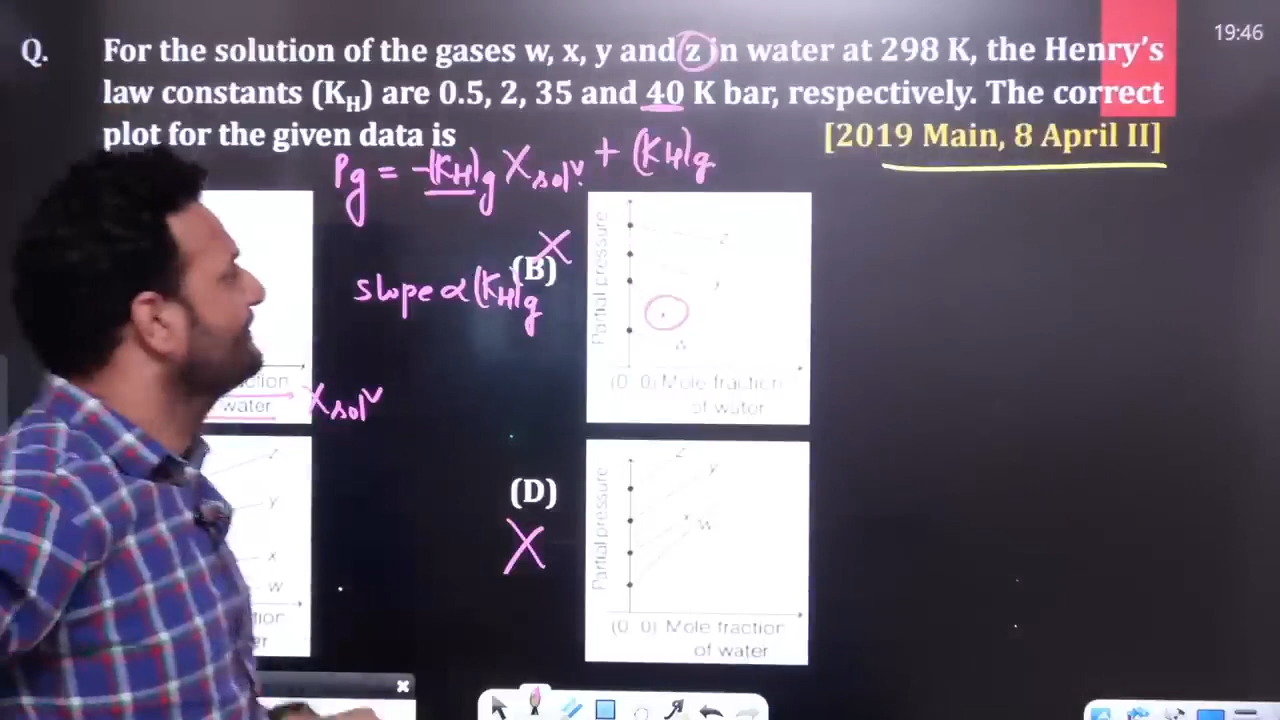 19:46
Q. For the solution of the gases w, x, y and z in water at 298 K, the Henry's
law constants (KH) are 0.5, 2, 35 and 40 K bar, respectively. The correct
plot for the given data is [2019 Main, 8 April II]
Pg = -(KH)g Xsolv. + (KH)g
slope α (KH)g
X
(B)
Partial pressure
z
y
x
(0, 0) Mole fraction
of water
water
Xsolv
z
y
x
w
(D)
X
Partial pressure
z
y
x
w
(0, 0) Mole fraction
of water